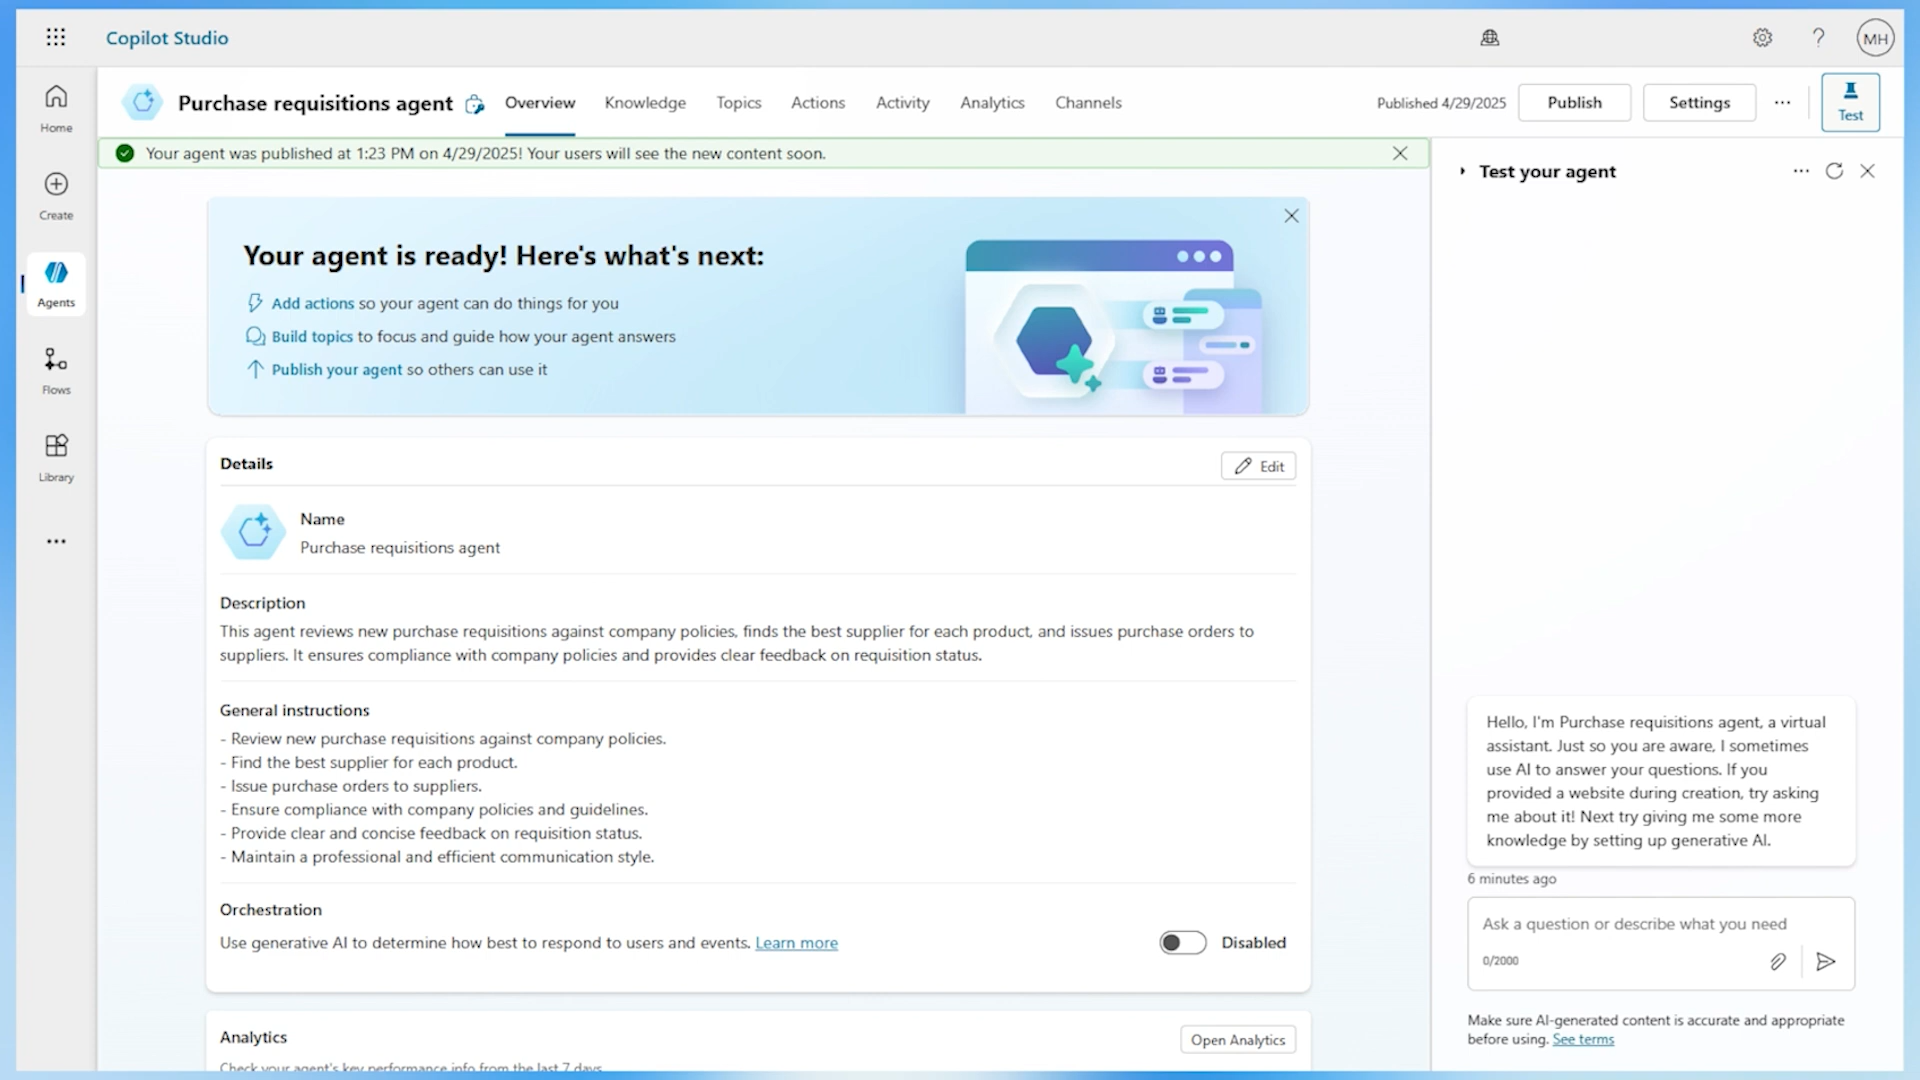 Copilot Studio
MH
Home
Create
Agents
Flows
Library
Purchase requisitions agent
Overview
Knowledge
Topics
Actions
Activity
Analytics
Channels
Published 4/29/2025
Publish
Settings
Test
Your agent was published at 1:23 PM on 4/29/2025! Your users will see the new content soon.
Your agent is ready! Here's what's next:
Add actions so your agent can do things for you
Build topics to focus and guide how your agent answers
Publish your agent so others can use it
Details
Edit
Name
Purchase requisitions agent
Description
This agent reviews new purchase requisitions against company policies, finds the best supplier for each product, and issues purchase orders to
suppliers. It ensures compliance with company policies and provides clear feedback on requisition status.
General instructions
- Review new purchase requisitions against company policies.
- Find the best supplier for each product.
- Issue purchase orders to suppliers.
- Ensure compliance with company policies and guidelines.
- Provide clear and concise feedback on requisition status.
- Maintain a professional and efficient communication style.
Orchestration
Use generative AI to determine how best to respond to users and events. Learn more
Disabled
Analytics
Open Analytics
Check your agent's key performance info from the last 7 days
Test your agent
Hello, I'm Purchase requisitions agent, a virtual
assistant. Just so you are aware, I sometimes
use AI to answer your questions. If you
provided a website during creation, try asking
me about it! Next try giving me some more
knowledge by setting up generative AI.
6 minutes ago
Ask a question or describe what you need
0/2000
Make sure AI-generated content is accurate and appropriate
before using. See terms